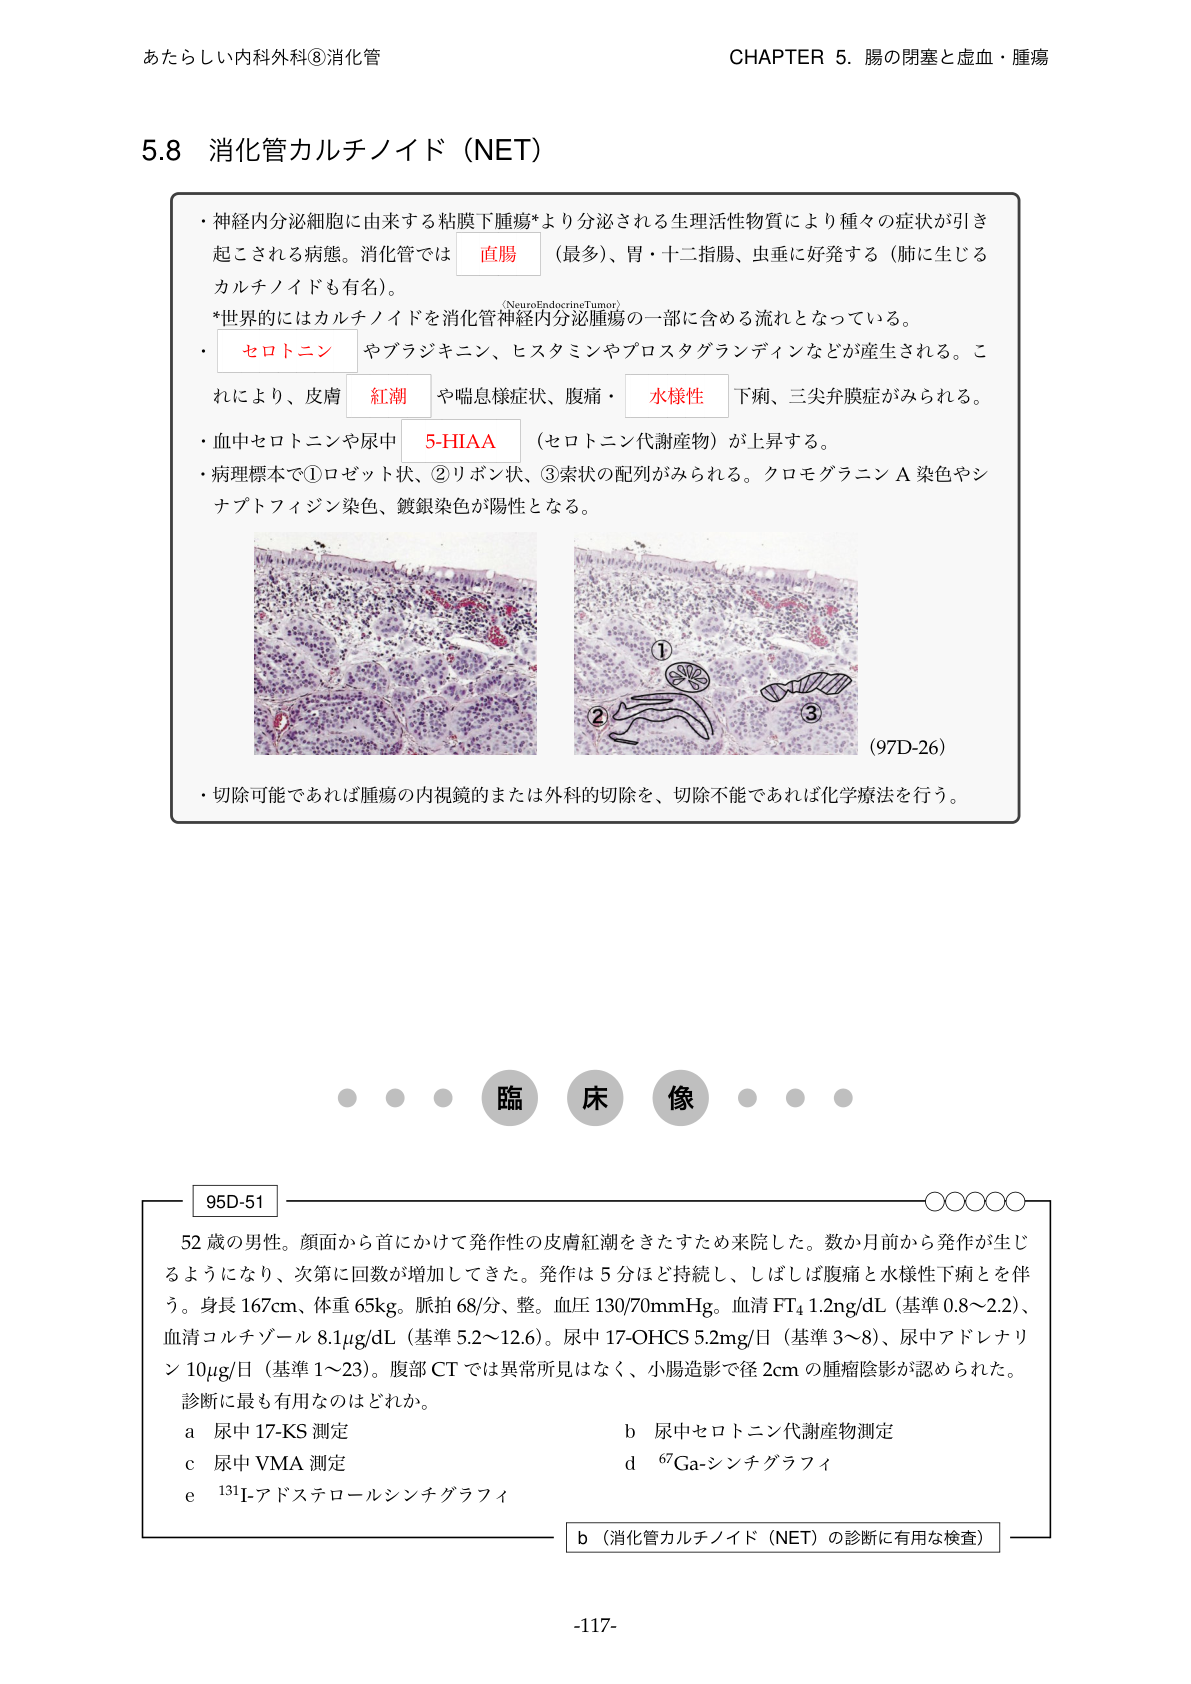 あたらしい内科外科⑧消化管
CHAPTER 5. 腸の閉塞と虚血・腫瘍
5.8 消化管カルチノイド（NET）
・神経内分泌細胞に由来する粘膜下腫瘍*より分泌される生理活性物質により種々の症状が引き
起こされる病態。消化管では 直腸 （最多）、胃・十二指腸、虫垂に好発する（肺に生じる
カルチノイドも有名）。
〈NeuroEndocrineTumor〉
*世界的にはカルチノイドを消化管神経内分泌腫瘍の一部に含める流れとなっている。
・ セロトニン やブラジキニン、ヒスタミンやプロスタグランディンなどが産生される。こ
れにより、皮膚 紅潮 や喘息様症状、腹痛・ 水様性 下痢、三尖弁膜症がみられる。
・血中セロトニンや尿中 5-HIAA （セロトニン代謝産物）が上昇する。
・病理標本で①ロゼット状、②リボン状、③索状の配列がみられる。クロモグラニン A 染色やシ
ナプトフィジン染色、鍍銀染色が陽性となる。
①
②
③
（97D-26）
・切除可能であれば腫瘍の内視鏡的または外科的切除を、切除不能であれば化学療法を行う。
臨床像
95D-51
52 歳の男性。顔面から首にかけて発作性の皮膚紅潮をきたすため来院した。数か月前から発作が生じ
るようになり、次第に回数が増加してきた。発作は 5 分ほど持続し、しばしば腹痛と水様性下痢とを伴
う。身長 167cm、体重 65kg。脈拍 68/分、整。血圧 130/70mmHg。血清 FT₄ 1.2ng/dL（基準 0.8〜2.2）、
血清コルチゾール 8.1μg/dL（基準 5.2〜12.6）。尿中 17-OHCS 5.2mg/日（基準 3〜8）、尿中アドレナリ
ン 10μg/日（基準 1〜23）。腹部 CT では異常所見はなく、小腸造影で径 2cm の腫瘤陰影が認められた。
診断に最も有用なのはどれか。
a 尿中 17-KS 測定
b 尿中セロトニン代謝産物測定
c 尿中 VMA 測定
d ⁶⁷Ga-シンチグラフィ
e ¹³¹I-アドステロールシンチグラフィ
b （消化管カルチノイド（NET）の診断に有用な検査）
-117-